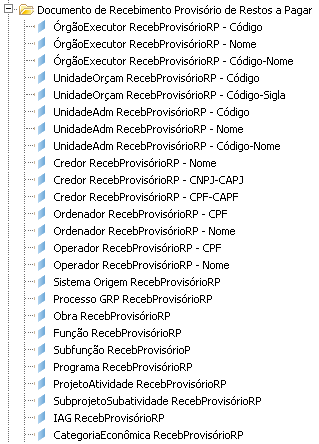 Documento de Recebimento Provisório de Restos a Pagar
ÓrgãoExecutor RecebProvisórioRP - Código
ÓrgãoExecutor RecebProvisórioRP - Nome
ÓrgãoExecutor RecebProvisórioRP - Código-Nome
UnidadeOrçam RecebProvisórioRP - Código
UnidadeOrçam RecebProvisórioRP - Código-Sigla
UnidadeAdm RecebProvisórioRP - Código
UnidadeAdm RecebProvisórioRP - Nome
UnidadeAdm RecebProvisórioRP - Código-Nome
Credor RecebProvisórioRP - Nome
Credor RecebProvisórioRP - CNPJ-CAPJ
Credor RecebProvisórioRP - CPF-CAPF
Ordenador RecebProvisórioRP - CPF
Ordenador RecebProvisórioRP - Nome
Operador RecebProvisórioRP - CPF
Operador RecebProvisórioRP - Nome
Sistema Origem RecebProvisórioRP
Processo GRP RecebProvisórioRP
Obra RecebProvisórioRP
Função RecebProvisórioRP
Subfunção RecebProvisórioP
Programa RecebProvisórioRP
ProjetoAtividade RecebProvisórioRP
SubprojetoSubatividade RecebProvisórioRP
IAG RecebProvisórioRP
CategoriaEconômica RecebProvisórioRP